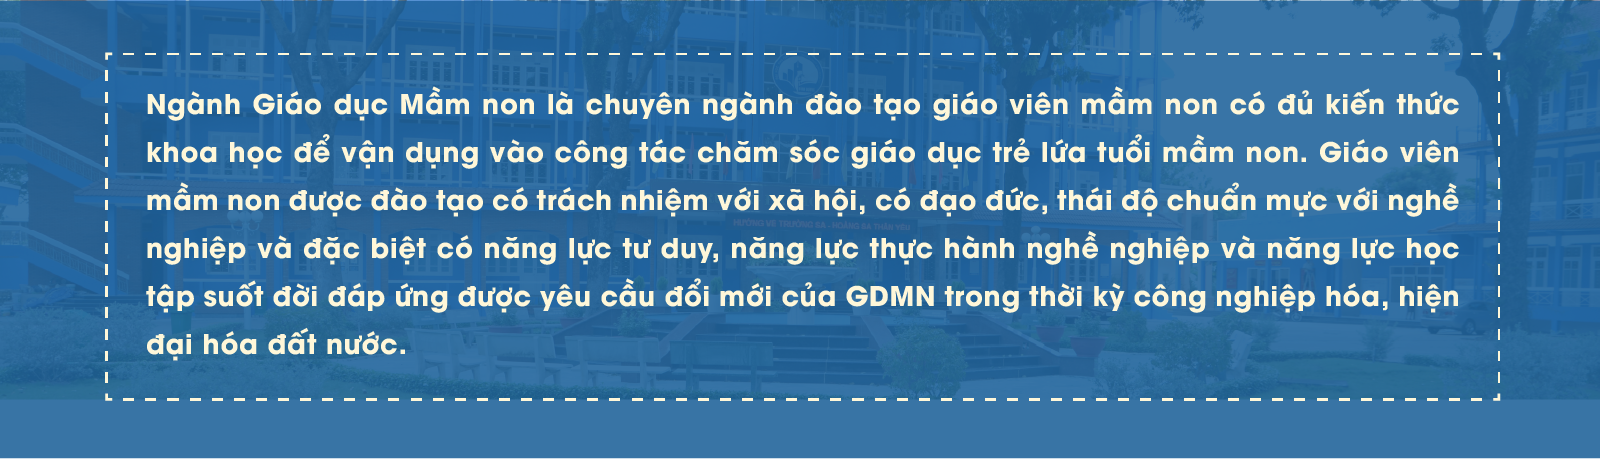 Ngành Giáo dục Mầm non là chuyên ngành đào tạo giáo viên mầm non có đủ kiến thức
khoa học để vận dụng vào công tác chăm sóc giáo dục trẻ lứa tuổi mầm non. Giáo viên
mầm non được đào tạo có trách nhiệm với xã hội, có đạo đức, thái độ chuẩn mực với nghề
nghiệp và đặc biệt có năng lực tư duy, năng lực thực hành nghề nghiệp và năng lực học
tập suốt đời đáp ứng được yêu cầu đổi mới của GDMN trong thời kỳ công nghiệp hóa, hiện
đại hóa đất nước.